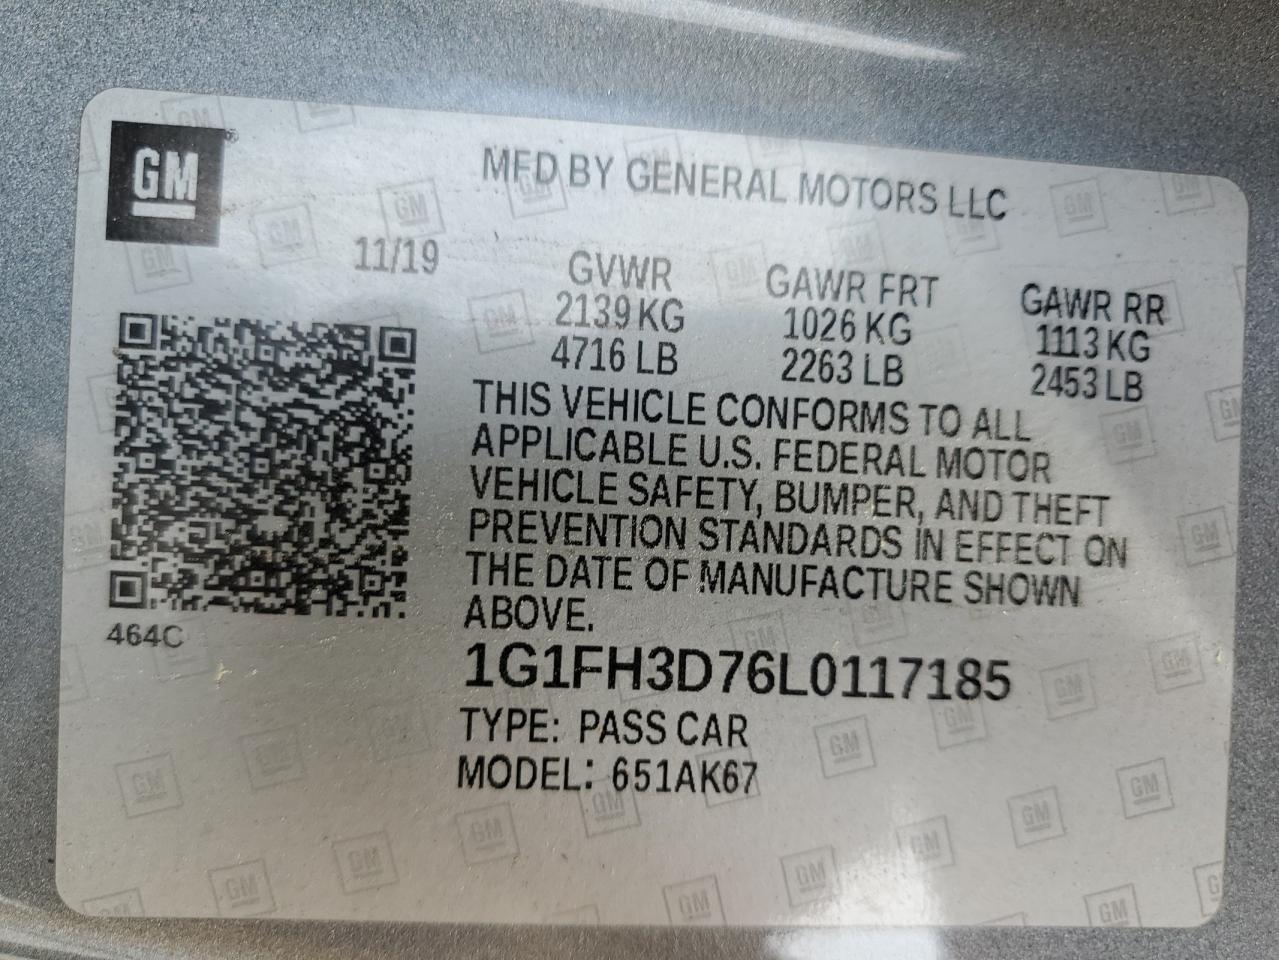 GM
MFD BY GENERAL MOTORS LLC
11/19
GVWR GAWR FRT GAWR RR
2139 KG 1026 KG 1113 KG
4716 LB 2263 LB 2453 LB
THIS VEHICLE CONFORMS TO ALL
APPLICABLE U.S. FEDERAL MOTOR
VEHICLE SAFETY, BUMPER, AND THEFT
PREVENTION STANDARDS IN EFFECT ON
THE DATE OF MANUFACTURE SHOWN
ABOVE.
464C
1G1FH3D76L0117185
TYPE: PASS CAR
MODEL: 651AK67